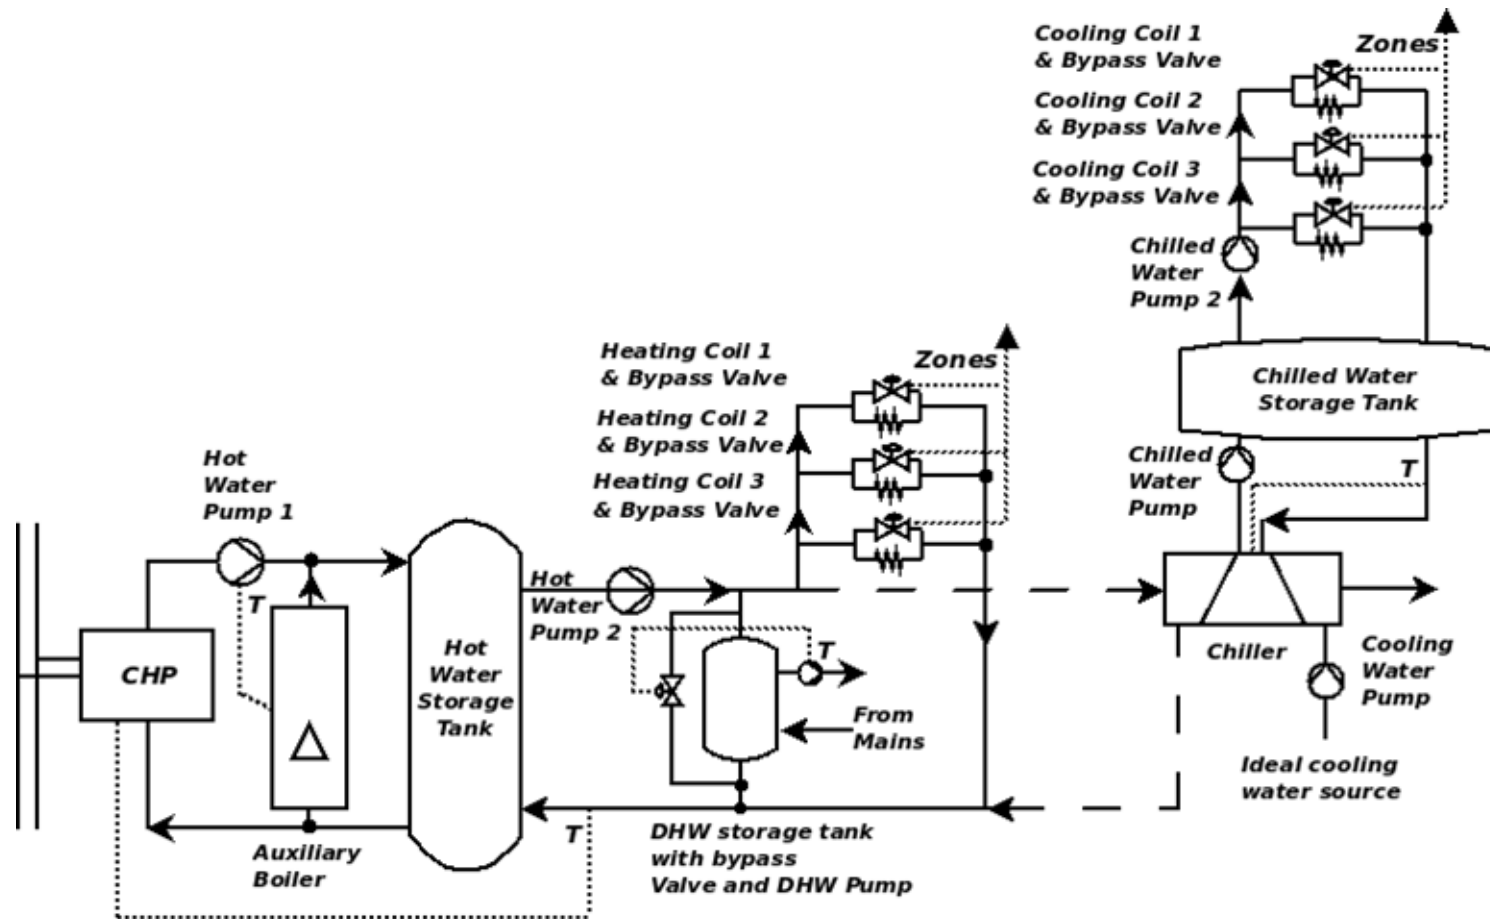 Cooling Coil 1
& Bypass Valve
Zones
Cooling Coil 2
& Bypass Valve
Cooling Coil 3
& Bypass Valve
Chilled
Water
Pump 2
Chilled Water
Storage Tank
Chilled
Water
Pump
T
Heating Coil 1
& Bypass Valve
Zones
Heating Coil 2
& Bypass Valve
Heating Coil 3
& Bypass Valve
Hot
Water
Pump 1
T
CHP
Hot
Water
Storage
Tank
Hot
Water
Pump 2
T
From
Mains
Chiller
Cooling
Water
Pump
Ideal cooling
water source
Auxiliary
Boiler
T
DHW storage tank
with bypass
Valve and DHW Pump